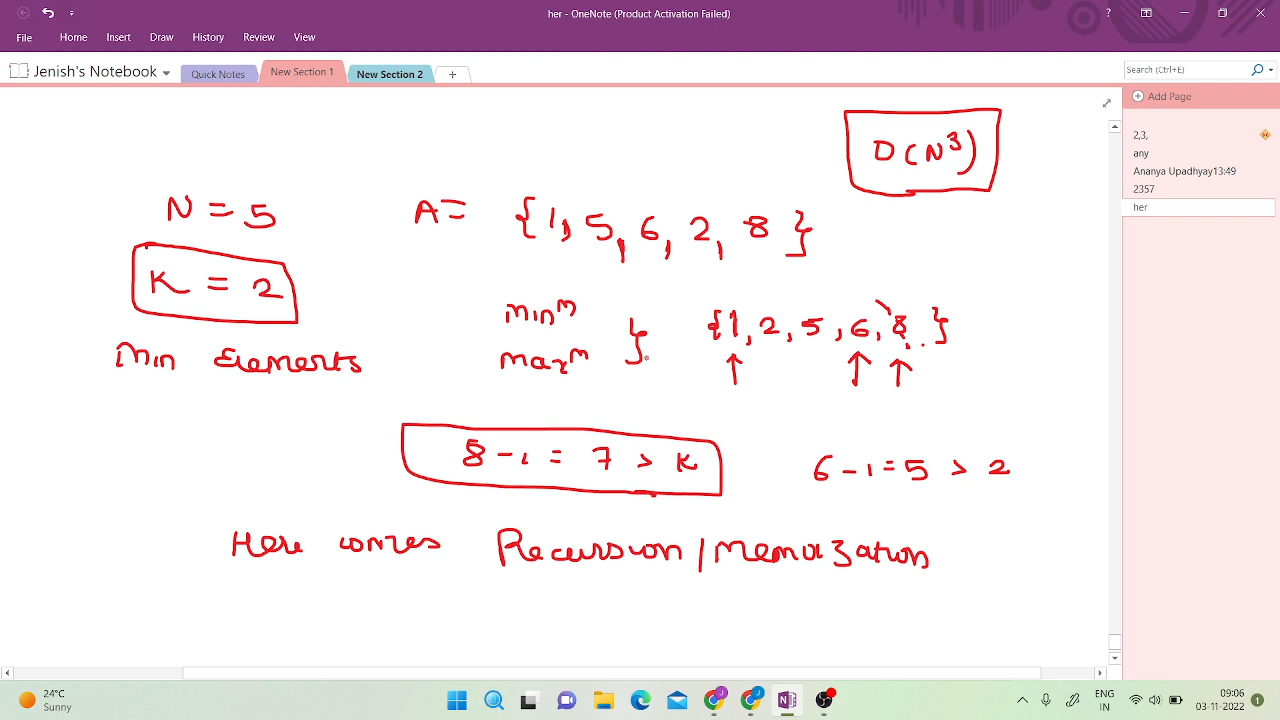 her - OneNote (Product Activation Failed)
File Home Insert Draw History Review View
Jenish's Notebook Quick Notes New Section 1 New Section 2 +
Search (Ctrl+E)
Add Page
2,3,
any
Ananya Upadhyay13:49
2357
her
O(N³)
N = 5 A= {1, 5, 6, 2, 8}
K = 2
minᵐ
maxᵐ } {1, 2, 5, 6, 8}
Min Elements
8 - 1 = 7 > K
6 - 1 = 5 > 2
Here comes Recursion/Memoization
24°C
Sunny
ENG
IN
09:06
03-11-2022
1